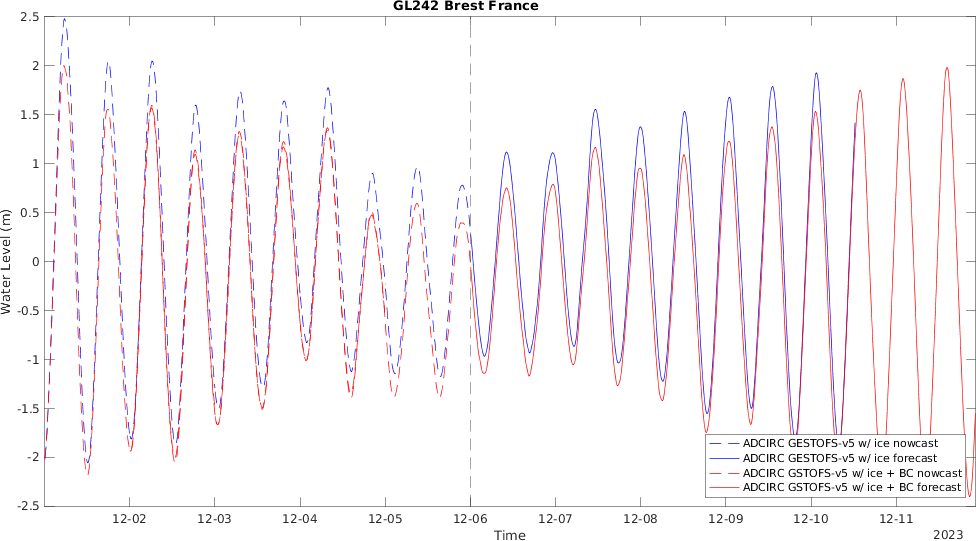 GL242 Brest France
2.5
2
1.5
1
0.5
0
-0.5
-1
-1.5
-2
-2.5
Water Level (m)
ADCIRC GESTOFS-v5 w/ ice nowcast
ADCIRC GESTOFS-v5 w/ ice forecast
ADCIRC GSTOFS-v5 w/ ice + BC nowcast
ADCIRC GSTOFS-v5 w/ ice + BC forecast
12-02 12-03 12-04 12-05 12-06 12-07 12-08 12-09 12-10 12-11
Time
2023